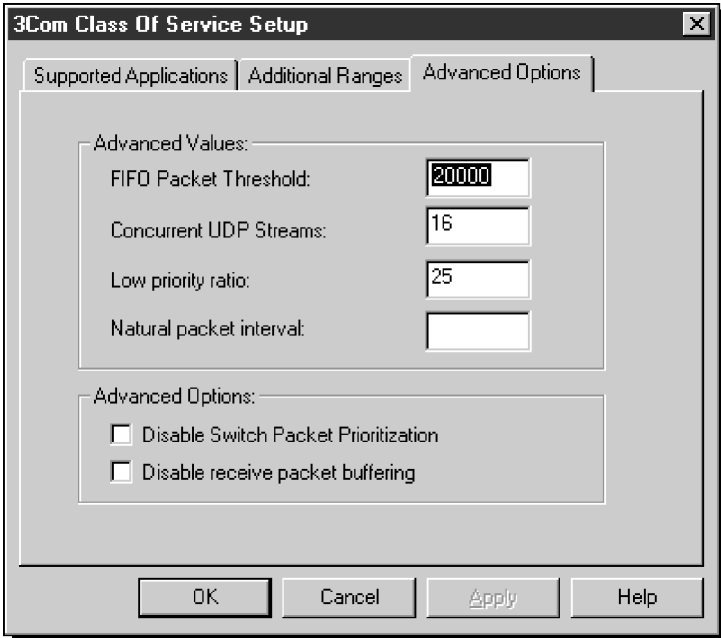 3Com Class Of Service Setup
Supported Applications
Additional Ranges
Advanced Options
Advanced Values:
FIFO Packet Threshold:
20000
Concurrent UDP Streams:
16
Low priority ratio:
25
Natural packet interval:
Advanced Options:
Disable Switch Packet Prioritization
Disable receive packet buffering
OK
Cancel
Apply
Help